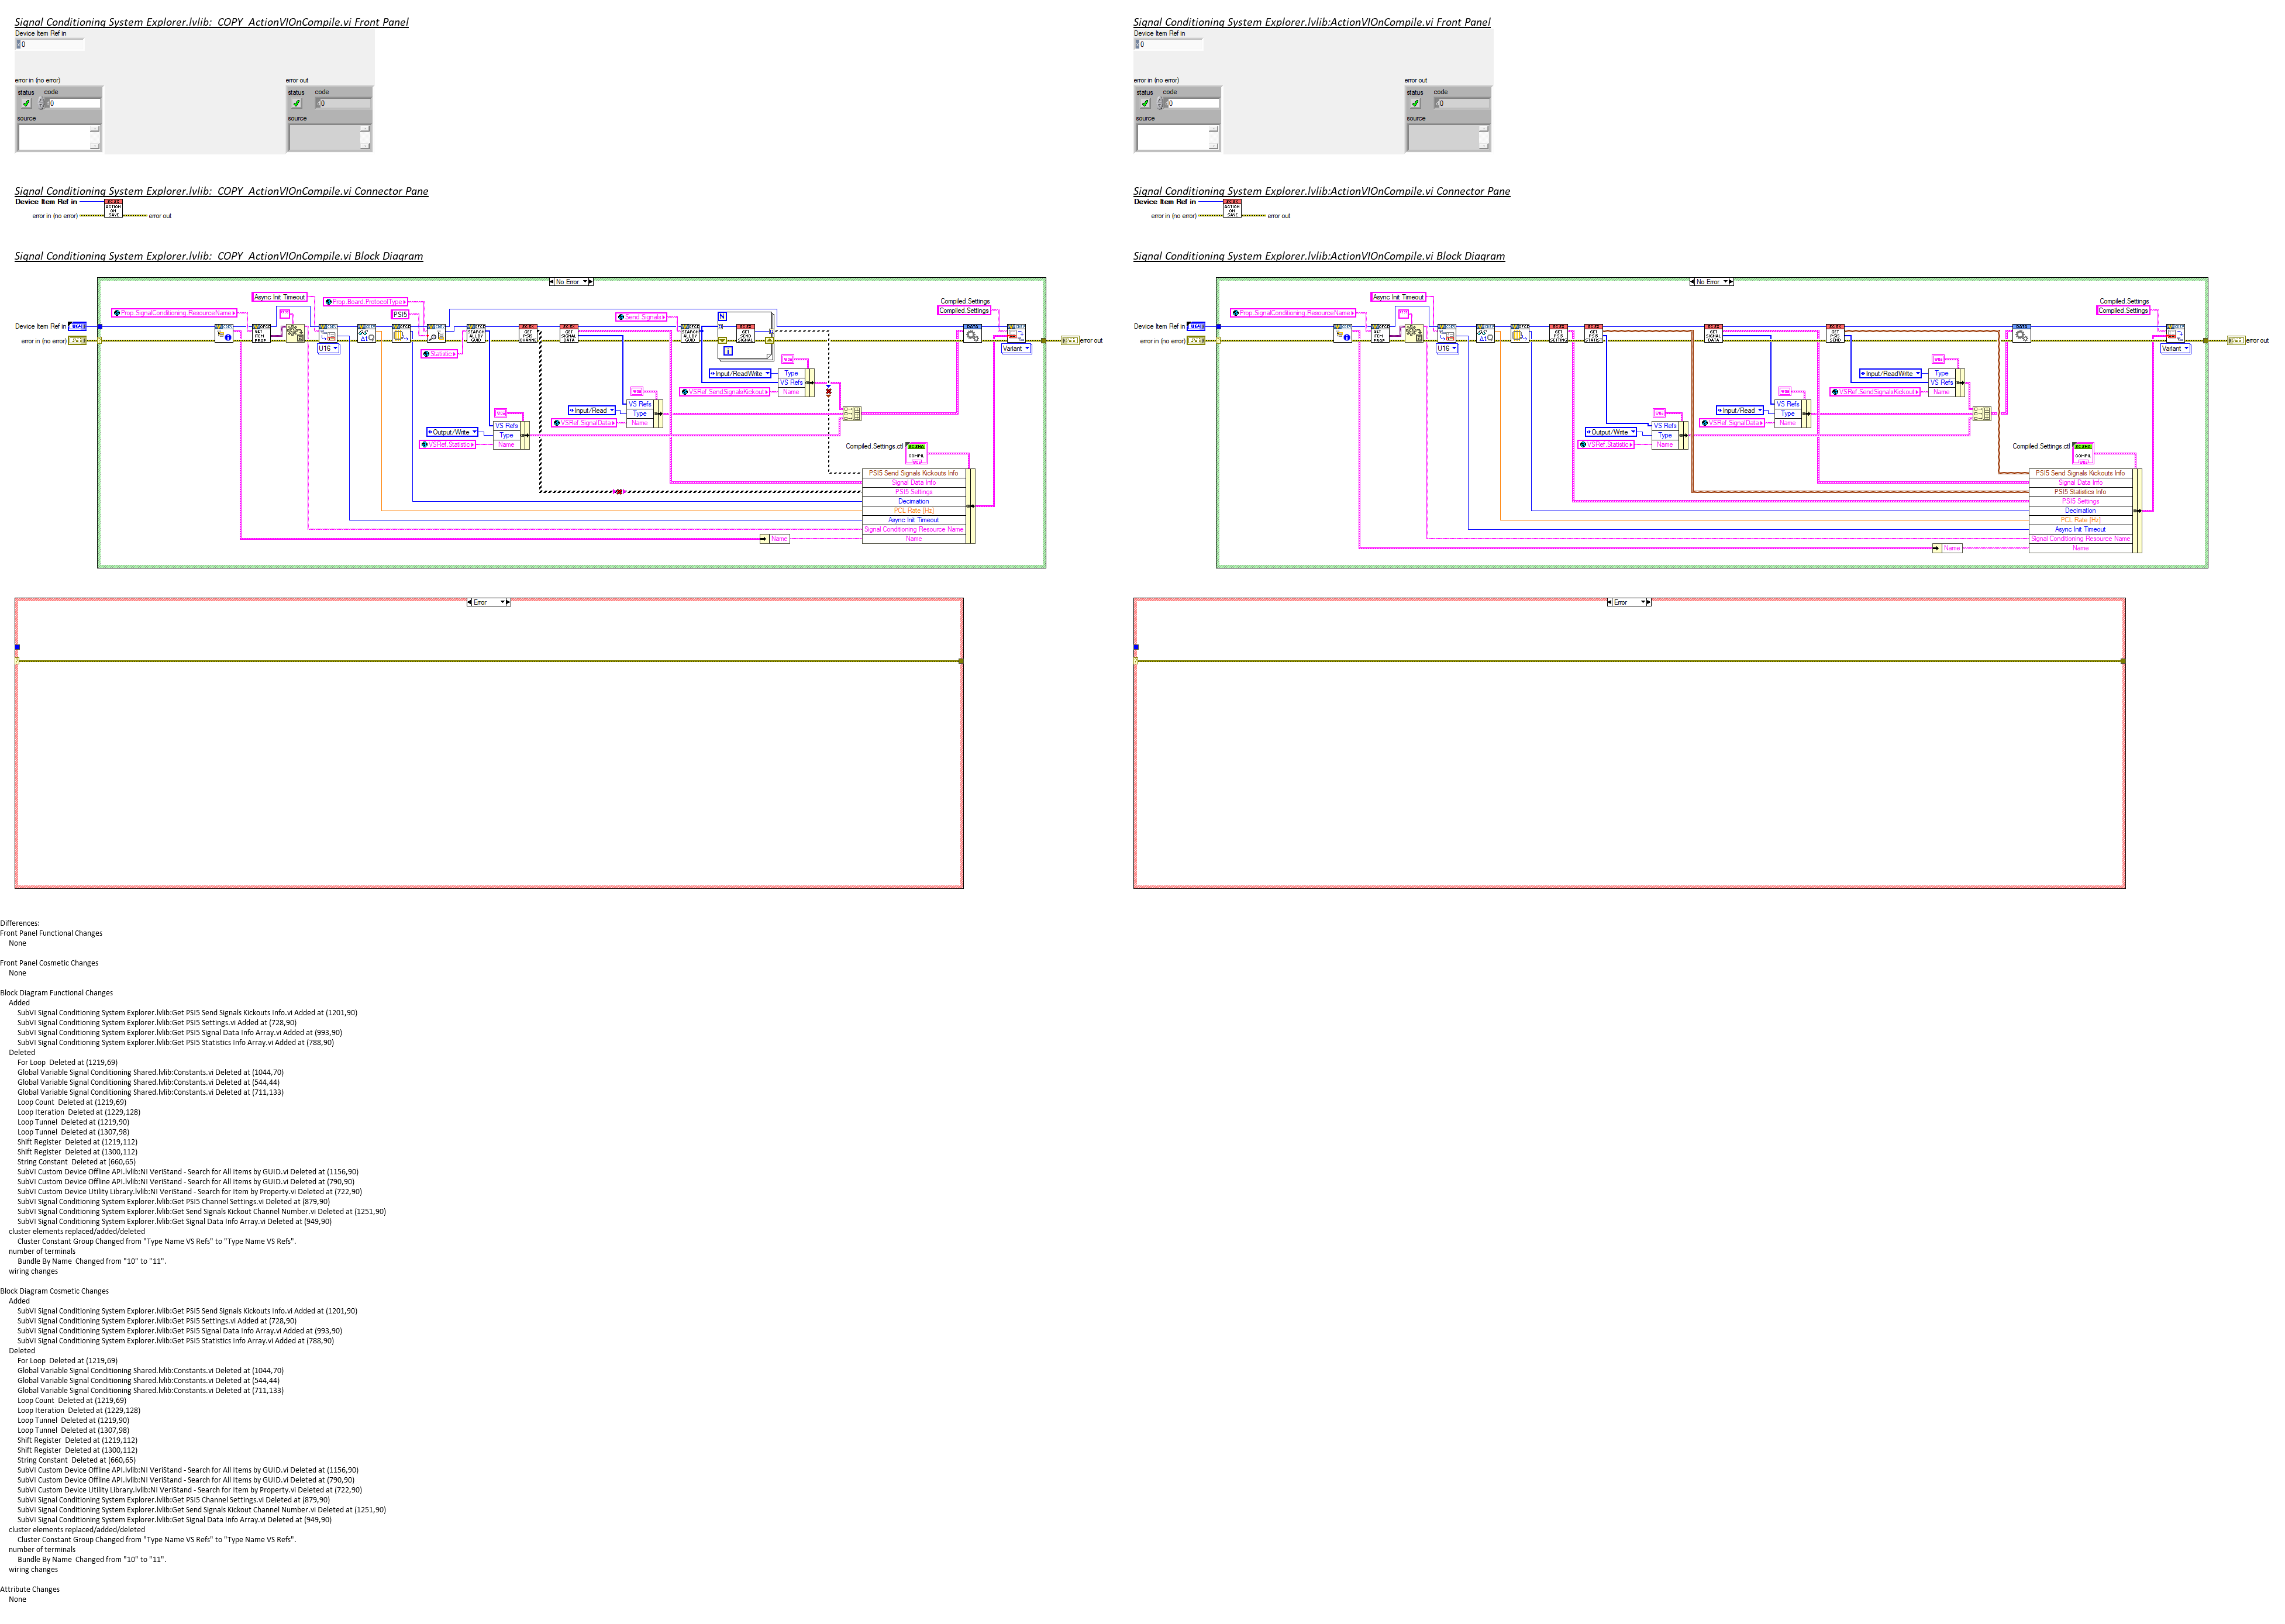 Signal Conditioning System Explorer.lvlib:_COPY_ActionVIOnCompile.vi Front Panel
Device Item Ref in
0
error in (no error)
status code
0
source
error out
status code
0
source
Signal Conditioning System Explorer.lvlib:_COPY_ActionVIOnCompile.vi Connector Pane
Device Item Ref in
ACTION
ON
SAVE
error in (no error)
error out
Signal Conditioning System Explorer.lvlib:_COPY_ActionVIOnCompile.vi Block Diagram
No Error
Async Init Timeout
Prop.Board.ProtocolType
Prop.SignalConditioning.ResourceName
PSI5
Send Signals
N
Compiled.Settings
Compiled.Settings
Device Item Ref in
error in (no error)
error out
U16
Statistic
i
Variant
Input/ReadWrite
Type
VS Refs
VSRef.SendSignalsKickout
Name
VS Refs
Input/Read
Type
VSRef.SignalData
Name
VS Refs
Output/Write
Type
VSRef.Statistic
Name
Compiled.Settings.ctl
COMPIL
PSI5 Send Signals Kickouts Info
Signal Data Info
PSI5 Settings
Decimation
PCL Rate [Hz]
Async Init Timeout
Signal Conditioning Resource Name
Name
Name
Error
Signal Conditioning System Explorer.lvlib:ActionVIOnCompile.vi Front Panel
Device Item Ref in
0
error in (no error)
status code
0
source
error out
status code
0
source
Signal Conditioning System Explorer.lvlib:ActionVIOnCompile.vi Connector Pane
Device Item Ref in
ACTION
ON
SAVE
error in (no error)
error out
Signal Conditioning System Explorer.lvlib:ActionVIOnCompile.vi Block Diagram
No Error
Async Init Timeout
Prop.SignalConditioning.ResourceName
Compiled.Settings
Compiled.Settings
Device Item Ref in
error in (no error)
error out
U16
Variant
Input/ReadWrite
Type
VS Refs
VSRef.SendSignalsKickout
Name
VS Refs
Input/Read
Type
VSRef.SignalData
Name
VS Refs
Output/Write
Type
VSRef.Statistic
Name
Compiled.Settings.ctl
COMPIL
PSI5 Send Signals Kickouts Info
Signal Data Info
PSI5 Statistics Info
PSI5 Settings
Decimation
PCL Rate [Hz]
Async Init Timeout
Signal Conditioning Resource Name
Name
Name
Error
Differences:
Front Panel Functional Changes
None
Front Panel Cosmetic Changes
None
Block Diagram Functional Changes
Added
SubVI Signal Conditioning System Explorer.lvlib:Get PSI5 Send Signals Kickouts Info.vi Added at (1201,90)
SubVI Signal Conditioning System Explorer.lvlib:Get PSI5 Settings.vi Added at (728,90)
SubVI Signal Conditioning System Explorer.lvlib:Get PSI5 Signal Data Info Array.vi Added at (993,90)
SubVI Signal Conditioning System Explorer.lvlib:Get PSI5 Statistics Info Array.vi Added at (788,90)
Deleted
For Loop  Deleted at (1219,69)
Global Variable Signal Conditioning Shared.lvlib:Constants.vi Deleted at (1044,70)
Global Variable Signal Conditioning Shared.lvlib:Constants.vi Deleted at (544,44)
Global Variable Signal Conditioning Shared.lvlib:Constants.vi Deleted at (711,133)
Loop Count  Deleted at (1219,69)
Loop Iteration  Deleted at (1229,128)
Loop Tunnel  Deleted at (1219,90)
Loop Tunnel  Deleted at (1307,98)
Shift Register  Deleted at (1219,112)
Shift Register  Deleted at (1300,112)
String Constant  Deleted at (660,65)
SubVI Custom Device Offline API.lvlib:NI VeriStand - Search for All Items by GUID.vi Deleted at (1156,90)
SubVI Custom Device Offline API.lvlib:NI VeriStand - Search for All Items by GUID.vi Deleted at (790,90)
SubVI Custom Device Utility Library.lvlib:NI VeriStand - Search for Item by Property.vi Deleted at (722,90)
SubVI Signal Conditioning System Explorer.lvlib:Get PSI5 Channel Settings.vi Deleted at (879,90)
SubVI Signal Conditioning System Explorer.lvlib:Get Send Signals Kickout Channel Number.vi Deleted at (1251,90)
SubVI Signal Conditioning System Explorer.lvlib:Get Signal Data Info Array.vi Deleted at (949,90)
cluster elements replaced/added/deleted
Cluster Constant Group Changed from "Type Name VS Refs" to "Type Name VS Refs".
number of terminals
Bundle By Name  Changed from "10" to "11".
wiring changes
Block Diagram Cosmetic Changes
Added
SubVI Signal Conditioning System Explorer.lvlib:Get PSI5 Send Signals Kickouts Info.vi Added at (1201,90)
SubVI Signal Conditioning System Explorer.lvlib:Get PSI5 Settings.vi Added at (728,90)
SubVI Signal Conditioning System Explorer.lvlib:Get PSI5 Signal Data Info Array.vi Added at (993,90)
SubVI Signal Conditioning System Explorer.lvlib:Get PSI5 Statistics Info Array.vi Added at (788,90)
Deleted
For Loop  Deleted at (1219,69)
Global Variable Signal Conditioning Shared.lvlib:Constants.vi Deleted at (1044,70)
Global Variable Signal Conditioning Shared.lvlib:Constants.vi Deleted at (544,44)
Global Variable Signal Conditioning Shared.lvlib:Constants.vi Deleted at (711,133)
Loop Count  Deleted at (1219,69)
Loop Iteration  Deleted at (1229,128)
Loop Tunnel  Deleted at (1219,90)
Loop Tunnel  Deleted at (1307,98)
Shift Register  Deleted at (1219,112)
Shift Register  Deleted at (1300,112)
String Constant  Deleted at (660,65)
SubVI Custom Device Offline API.lvlib:NI VeriStand - Search for All Items by GUID.vi Deleted at (1156,90)
SubVI Custom Device Offline API.lvlib:NI VeriStand - Search for All Items by GUID.vi Deleted at (790,90)
SubVI Custom Device Utility Library.lvlib:NI VeriStand - Search for Item by Property.vi Deleted at (722,90)
SubVI Signal Conditioning System Explorer.lvlib:Get PSI5 Channel Settings.vi Deleted at (879,90)
SubVI Signal Conditioning System Explorer.lvlib:Get Send Signals Kickout Channel Number.vi Deleted at (1251,90)
SubVI Signal Conditioning System Explorer.lvlib:Get Signal Data Info Array.vi Deleted at (949,90)
cluster elements replaced/added/deleted
Cluster Constant Group Changed from "Type Name VS Refs" to "Type Name VS Refs".
number of terminals
Bundle By Name  Changed from "10" to "11".
wiring changes
Attribute Changes
None